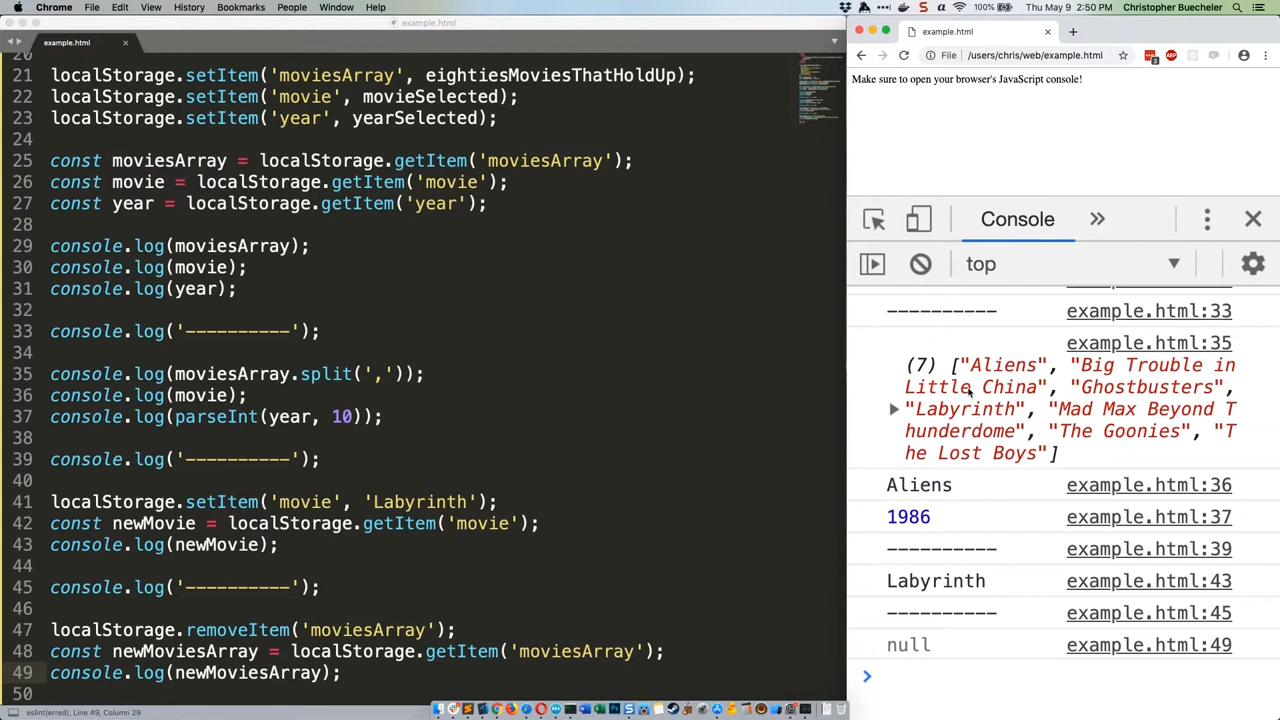 Chrome File Edit View History Bookmarks People Window Help 100% Thu May 9 2:50 PM Christopher Buecheler
example.html
example.html ×
21 localStorage.setItem('moviesArray', eightiesMoviesThatHoldUp);
22 localStorage.setItem('movie', movieSelected);
23 localStorage.setItem('year', yearSelected);
24
25 const moviesArray = localStorage.getItem('moviesArray');
26 const movie = localStorage.getItem('movie');
27 const year = localStorage.getItem('year');
28
29 console.log(moviesArray);
30 console.log(movie);
31 console.log(year);
32
33 console.log('----------');
34
35 console.log(moviesArray.split(','));
36 console.log(movie);
37 console.log(parseInt(year, 10));
38
39 console.log('----------');
40
41 localStorage.setItem('movie', 'Labyrinth');
42 const newMovie = localStorage.getItem('movie');
43 console.log(newMovie);
44
45 console.log('----------');
46
47 localStorage.removeItem('moviesArray');
48 const newMoviesArray = localStorage.getItem('moviesArray');
49 console.log(newMoviesArray);
50
eslint(erred), Line 49, Column 29
example.html
File | /users/chris/web/example.html
Make sure to open your browser's JavaScript console!
Console
top
---------- example.html:33
example.html:35
(7) ["Aliens", "Big Trouble in
Little China", "Ghostbusters",
"Labyrinth", "Mad Max Beyond T
hunderdome", "The Goonies", "T
he Lost Boys"]
Aliens example.html:36
1986 example.html:37
---------- example.html:39
Labyrinth example.html:43
---------- example.html:45
null example.html:49